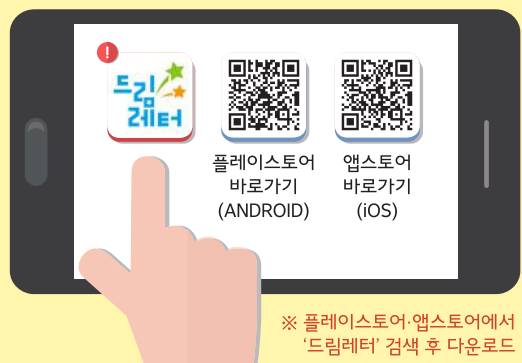 !
드림
레터
플레이스토어
바로가기
(ANDROID)
앱스토어
바로가기
(iOS)
※ 플레이스토어·앱스토어에서
‘드림레터’ 검색 후 다운로드